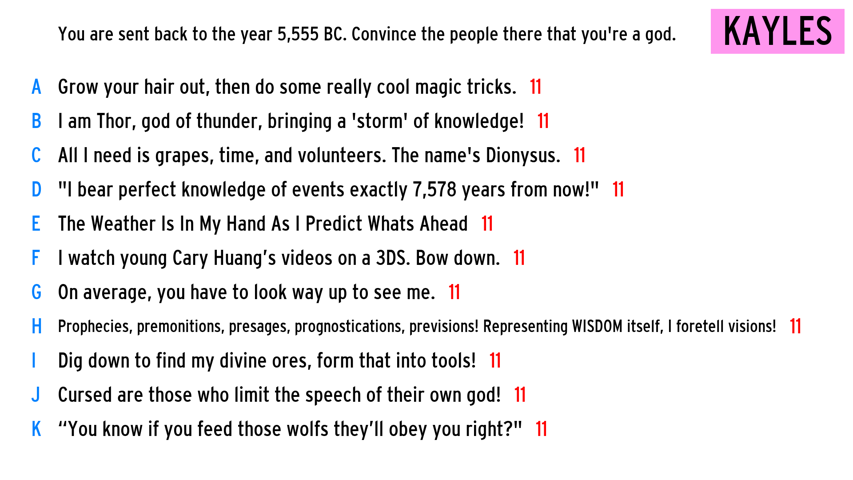 You are sent back to the year 5,555 BC. Convince the people there that you're a god.
KAYLES
A Grow your hair out, then do some really cool magic tricks. 11
B I am Thor, god of thunder, bringing a 'storm' of knowledge! 11
C All I need is grapes, time, and volunteers. The name's Dionysus. 11
D "I bear perfect knowledge of events exactly 7,578 years from now!" 11
E The Weather Is In My Hand As I Predict Whats Ahead 11
F I watch young Cary Huang’s videos on a 3DS. Bow down. 11
G On average, you have to look way up to see me. 11
H Prophecies, premonitions, presages, prognostications, previsions! Representing WISDOM itself, I foretell visions! 11
I Dig down to find my divine ores, form that into tools! 11
J Cursed are those who limit the speech of their own god! 11
K “You know if you feed those wolfs they’ll obey you right?" 11